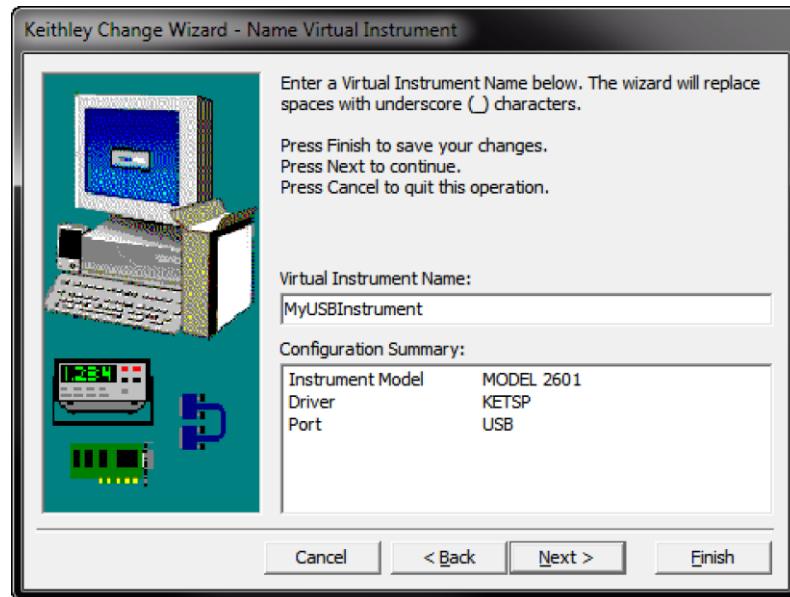 Keithley Change Wizard - Name Virtual Instrument
Enter a Virtual Instrument Name below. The wizard will replace
spaces with underscore (_) characters.
Press Finish to save your changes.
Press Next to continue.
Press Cancel to quit this operation.
Virtual Instrument Name:
MyUSBInstrument
Configuration Summary:
Instrument Model MODEL 2601
Driver KETSP
Port USB
1.234
Cancel < Back Next > Finish